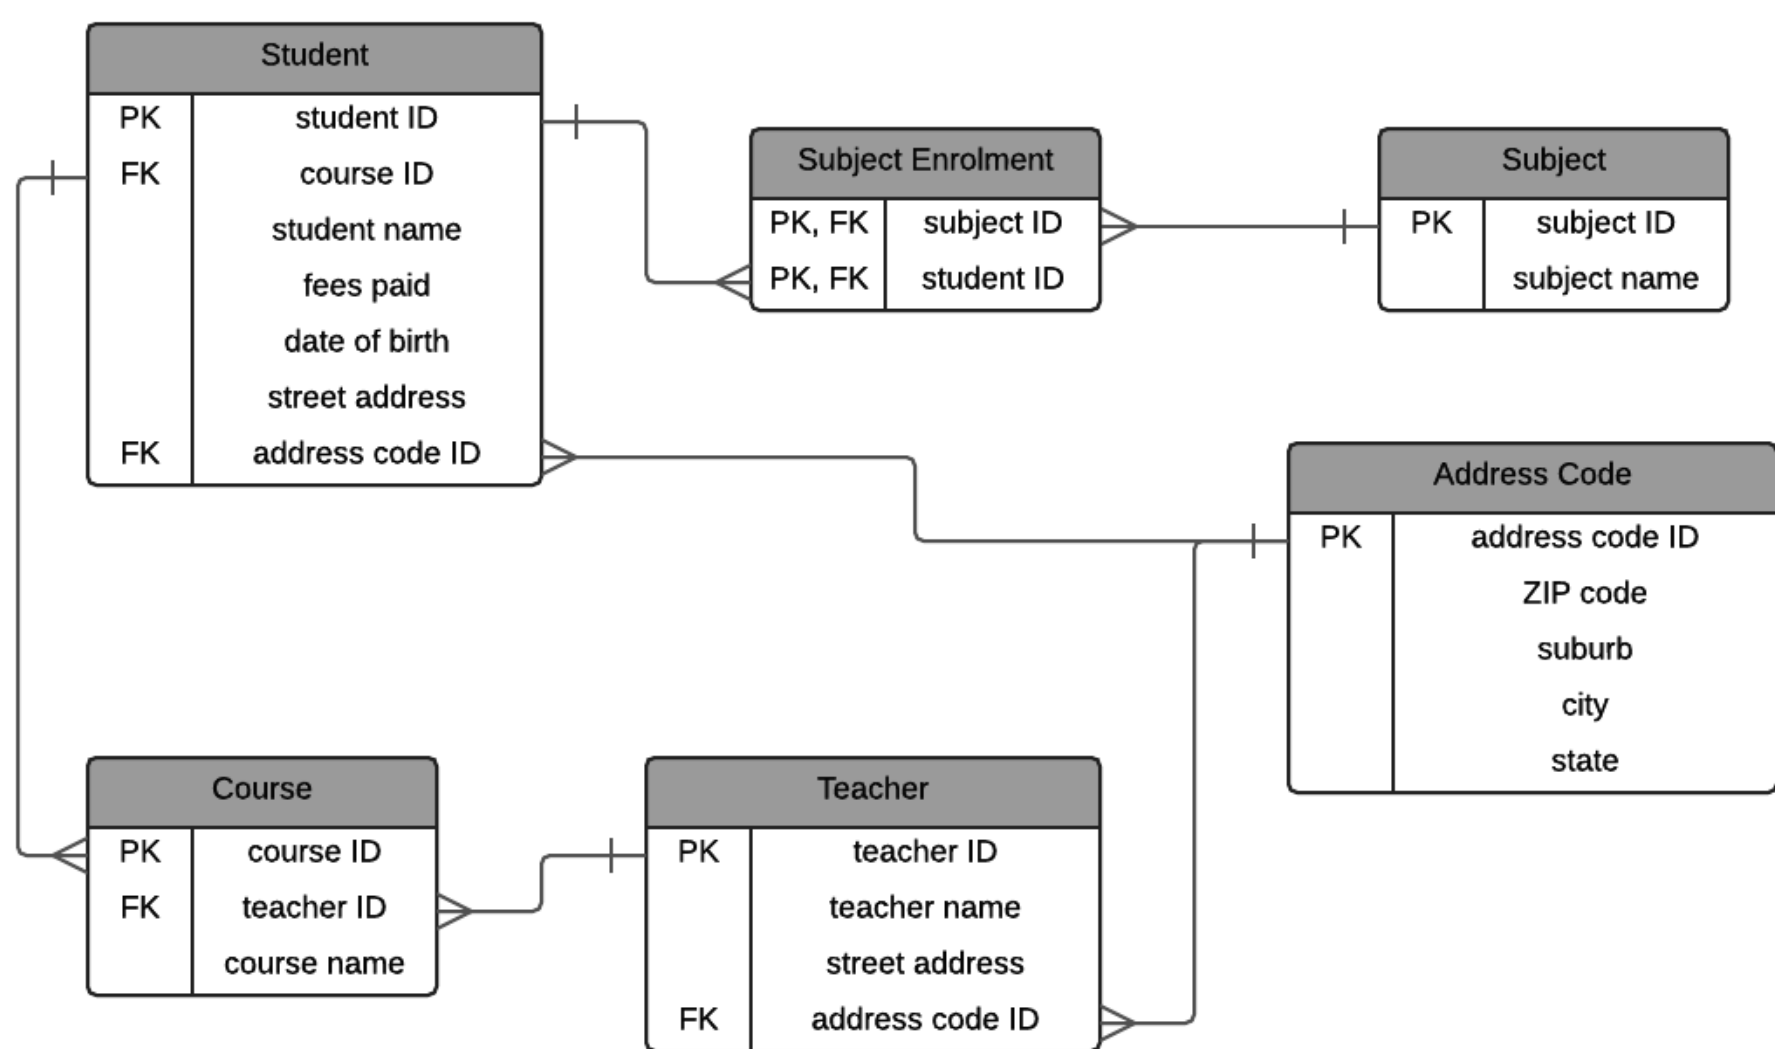 Student
PK student ID
FK course ID
student name
fees paid
date of birth
street address
FK address code ID
Subject Enrolment
PK, FK subject ID
PK, FK student ID
Subject
PK subject ID
subject name
Address Code
PK address code ID
ZIP code
suburb
city
state
Course
PK course ID
FK teacher ID
course name
Teacher
PK teacher ID
teacher name
street address
FK address code ID